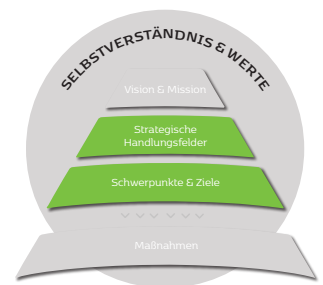 SELBSTVERSTÄNDNIS & WERTE
Vision & Mission
Strategische
Handlungsfelder
Schwerpunkte & Ziele
Maßnahmen